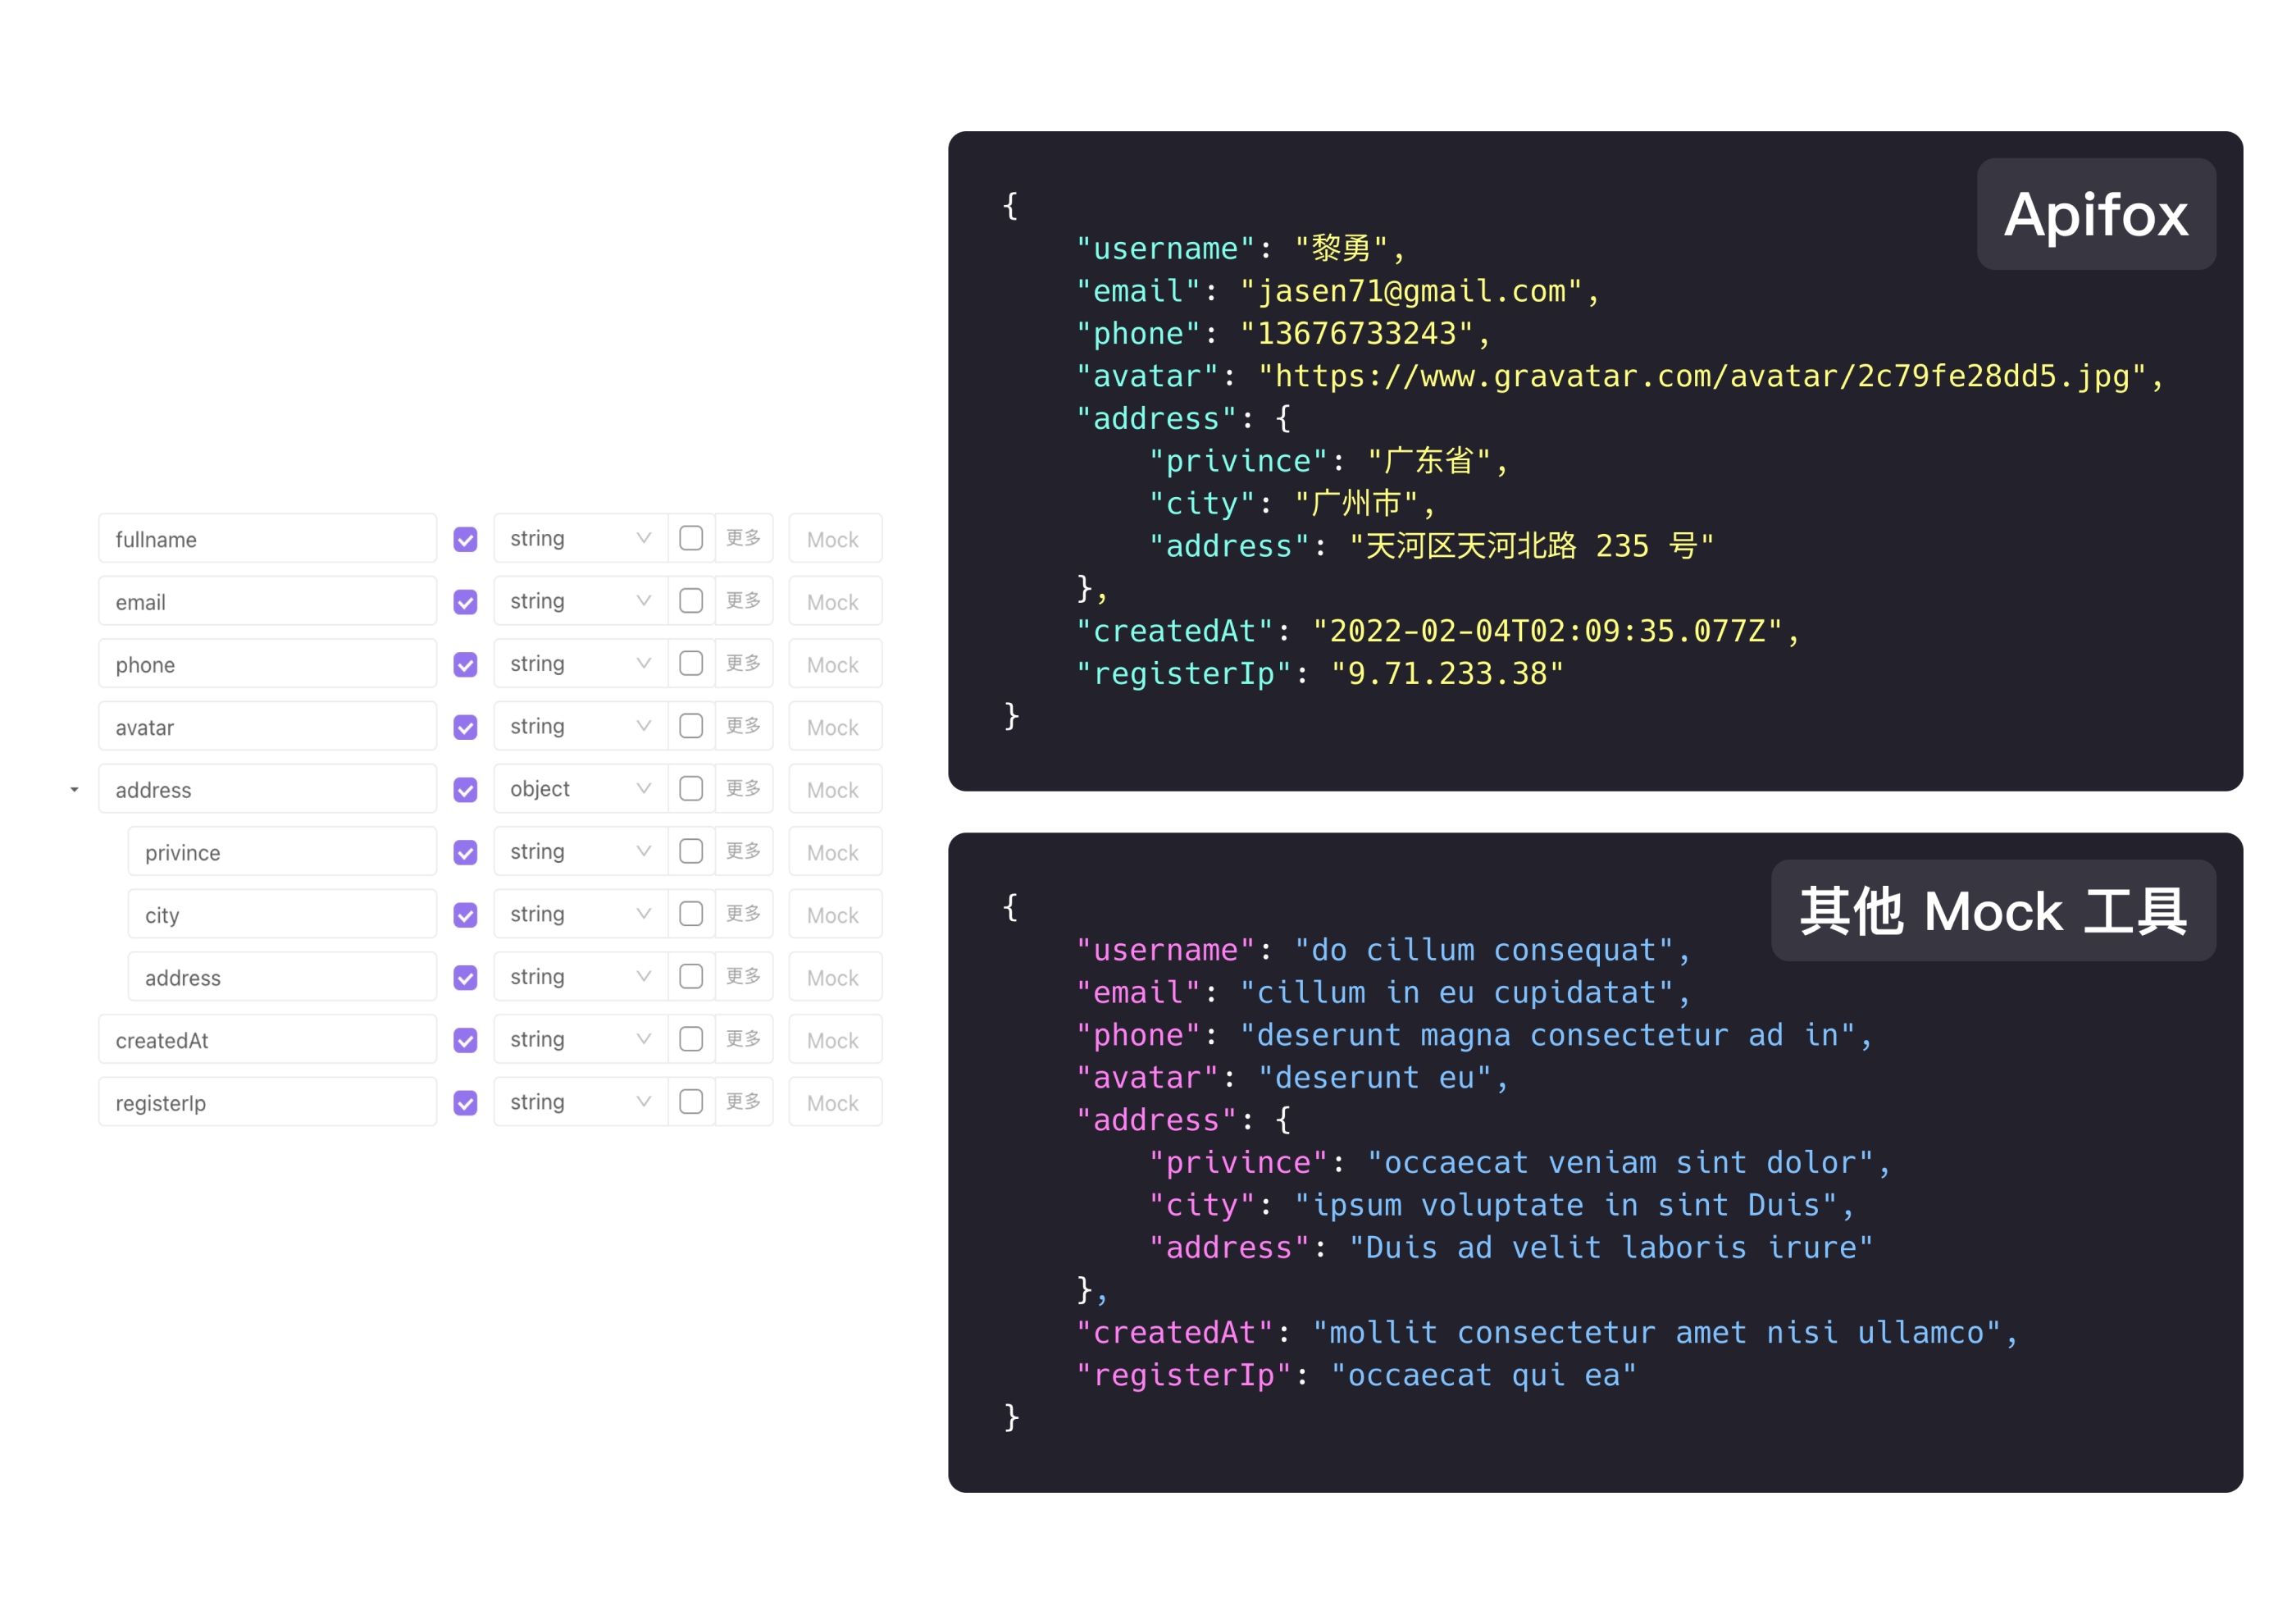 fullname string 更多 Mock
email string 更多 Mock
phone string 更多 Mock
avatar string 更多 Mock
address object 更多 Mock
privince string 更多 Mock
city string 更多 Mock
address string 更多 Mock
createdAt string 更多 Mock
registerIp string 更多 Mock
Apifox
{
"username": "黎勇",
"email": "jasen71@gmail.com",
"phone": "13676733243",
"avatar": "https://www.gravatar.com/avatar/2c79fe28dd5.jpg",
"address": {
"privince": "广东省",
"city": "广州市",
"address": "天河区天河北路 235 号"
},
"createdAt": "2022-02-04T02:09:35.077Z",
"registerIp": "9.71.233.38"
}
其他 Mock 工具
{
"username": "do cillum consequat",
"email": "cillum in eu cupidatat",
"phone": "deserunt magna consectetur ad in",
"avatar": "deserunt eu",
"address": {
"privince": "occaecat veniam sint dolor",
"city": "ipsum voluptate in sint Duis",
"address": "Duis ad velit laboris irure"
},
"createdAt": "mollit consectetur amet nisi ullamco",
"registerIp": "occaecat qui ea"
}